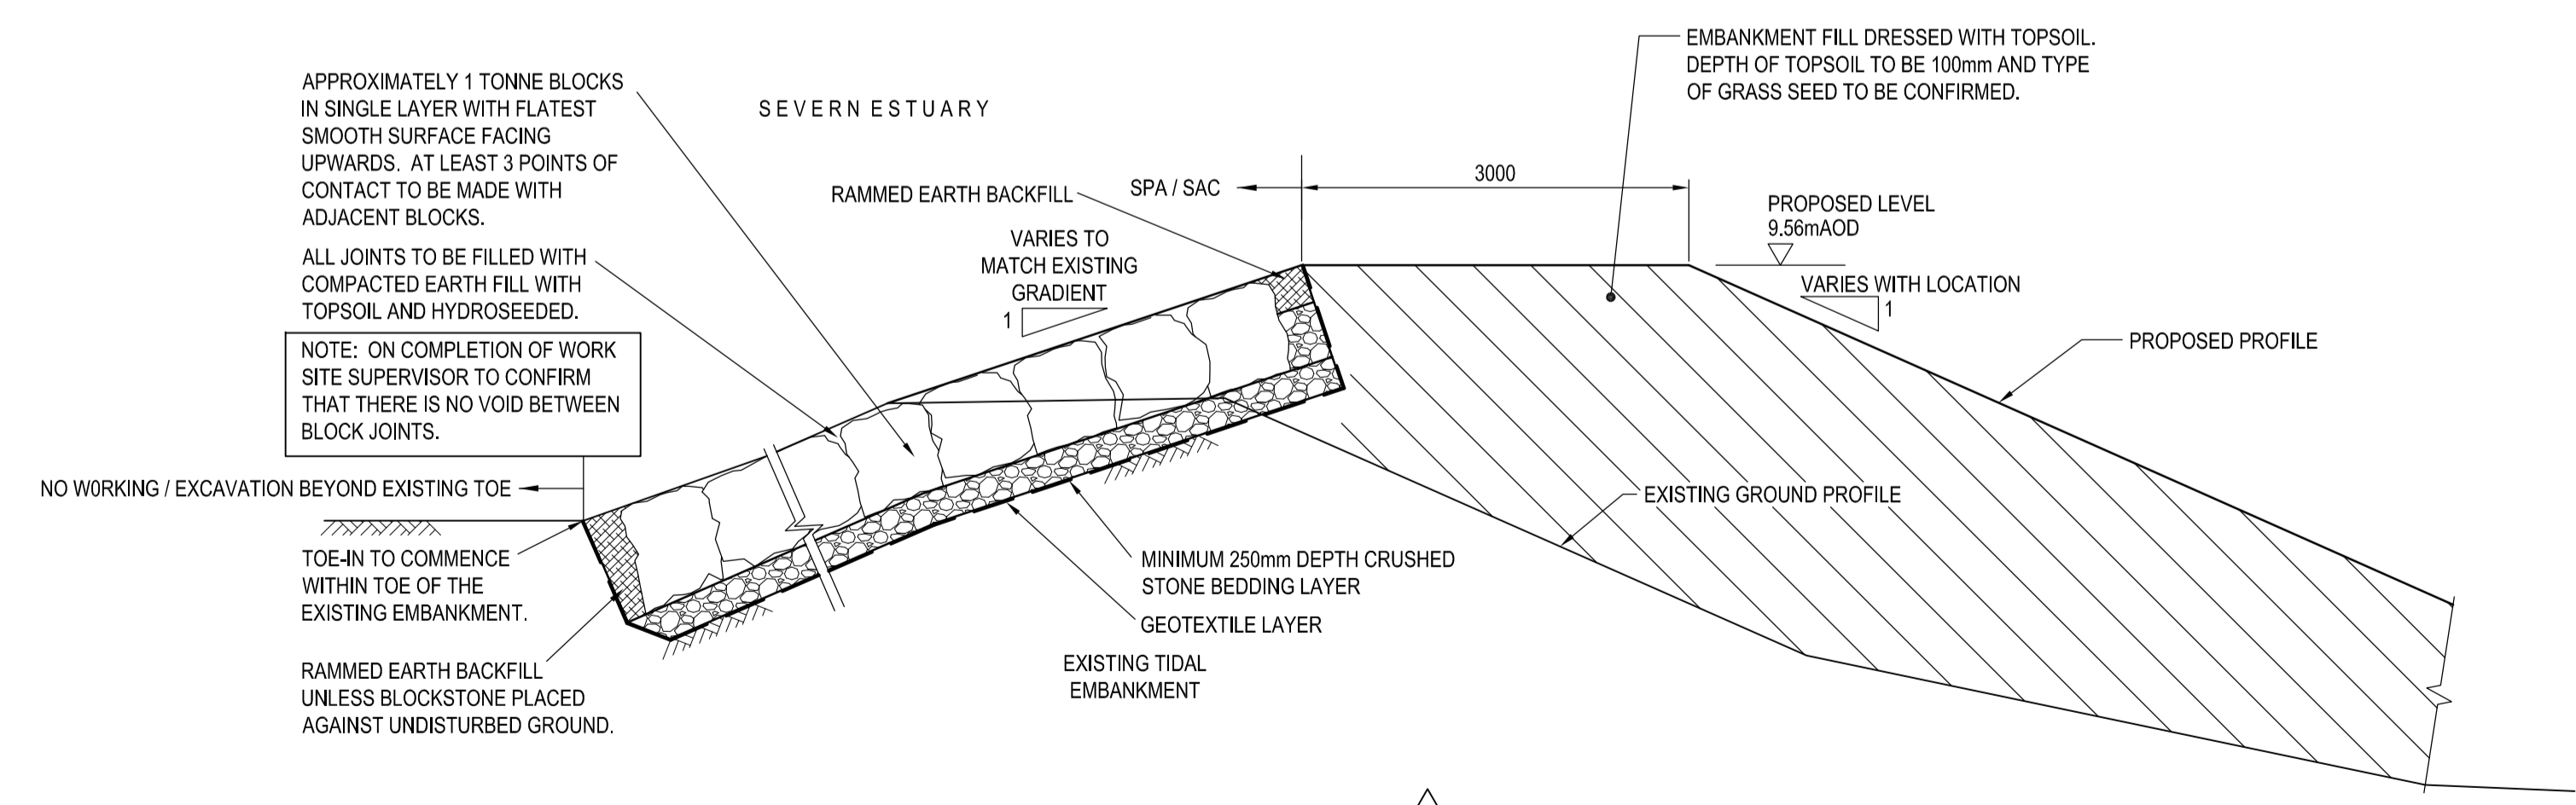 APPROXIMATELY 1 TONNE BLOCKS
IN SINGLE LAYER WITH FLATEST
SMOOTH SURFACE FACING
UPWARDS. AT LEAST 3 POINTS OF
CONTACT TO BE MADE WITH
ADJACENT BLOCKS.
ALL JOINTS TO BE FILLED WITH
COMPACTED EARTH FILL WITH
TOPSOIL AND HYDROSEEDED.
NOTE: ON COMPLETION OF WORK
SITE SUPERVISOR TO CONFIRM
THAT THERE IS NO VOID BETWEEN
BLOCK JOINTS.
NO W0RKING / EXCAVATION BEYOND EXISTING TOE
TOE-IN TO COMMENCE
WITHIN TOE OF THE
EXISTING EMBANKMENT.
RAMMED EARTH BACKFILL
UNLESS BLOCKSTONE PLACED
AGAINST UNDISTURBED GROUND.
SEVERN ESTUARY
RAMMED EARTH BACKFILL
SPA / SAC
3000
VARIES TO
MATCH EXISTING
GRADIENT
1
EMBANKMENT FILL DRESSED WITH TOPSOIL.
DEPTH OF TOPSOIL TO BE 100mm AND TYPE
OF GRASS SEED TO BE CONFIRMED.
PROPOSED LEVEL
9.56mAOD
VARIES WITH LOCATION
1
PROPOSED PROFILE
EXISTING GROUND PROFILE
MINIMUM 250mm DEPTH CRUSHED
STONE BEDDING LAYER
GEOTEXTILE LAYER
EXISTING TIDAL
EMBANKMENT